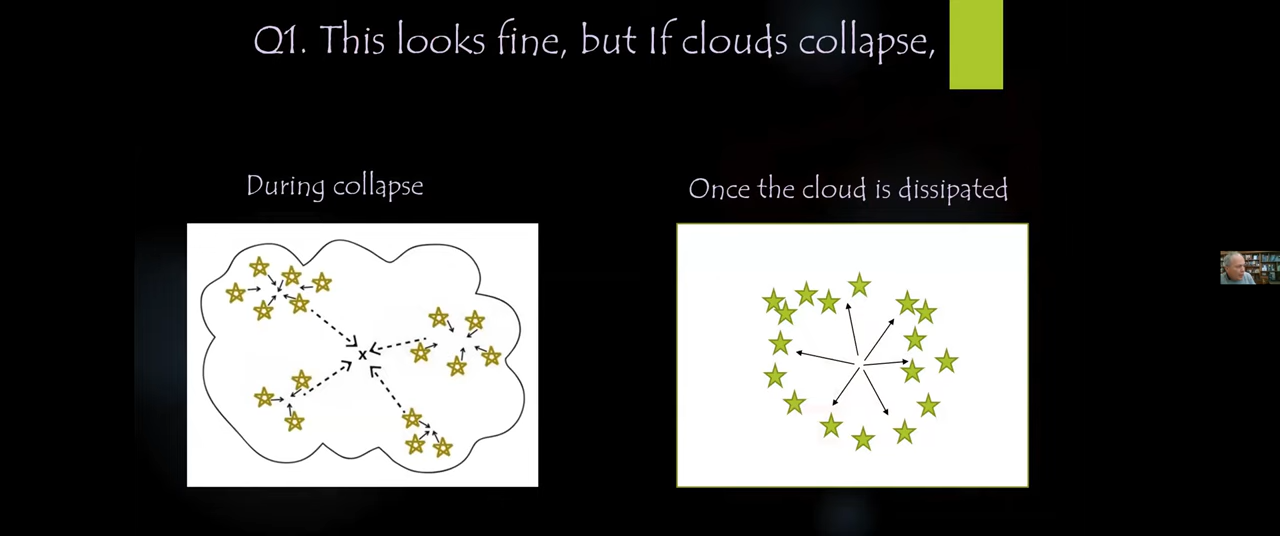 Q1. This looks fine, but If clouds collapse,
During collapse
Once the cloud is dissipated
x